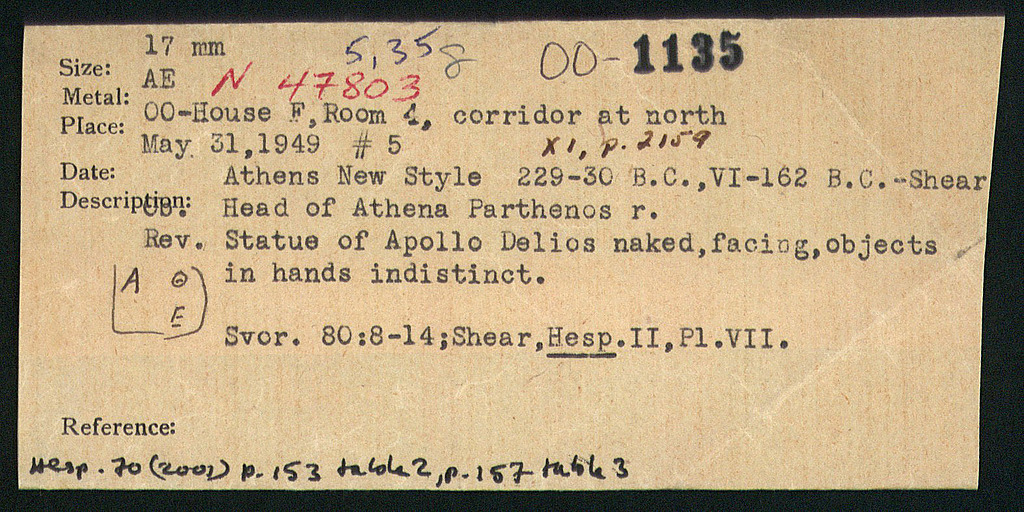 17 mm 5,35g OO-1135
Size:
AE N 47803
Metal:
OO-House F,Room 4, corridor at north
Place:
May 31,1949 # 5 XI, p. 2159
Date: Athens New Style 229-30 B.C.,VI-162 B.C.-Shear
Description: Ob. Head of Athena Parthenos r.
Rev. Statue of Apollo Delios naked,facing,objects
in hands indistinct.
A Θ
E
Svor. 80:8-14;Shear,Hesp.II,Pl.VII.
Reference:
Hesp. 70 (2001) p. 153 table 2, p. 157 table 3